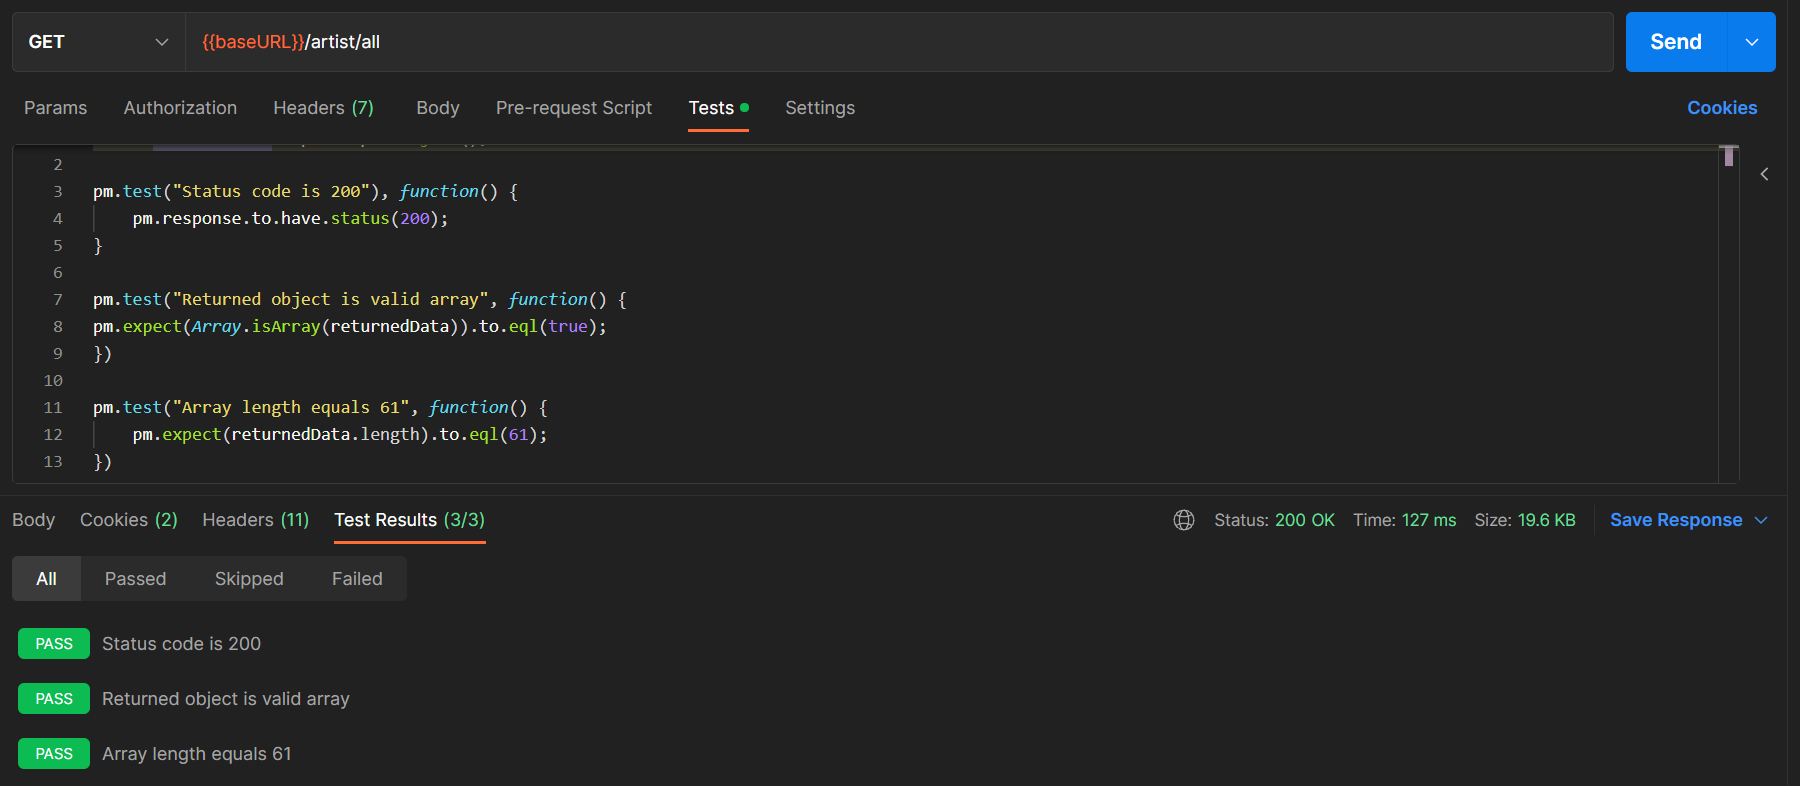 GET {{baseURL}}/artist/all Send
Params Authorization Headers (7) Body Pre-request Script Tests Settings Cookies
2
3 pm.test("Status code is 200"), function() {
4 pm.response.to.have.status(200);
5 }
6
7 pm.test("Returned object is valid array", function() {
8 pm.expect(Array.isArray(returnedData)).to.eql(true);
9 })
10
11 pm.test("Array length equals 61", function() {
12 pm.expect(returnedData.length).to.eql(61);
13 })
Body Cookies (2) Headers (11) Test Results (3/3) Status: 200 OK Time: 127 ms Size: 19.6 KB Save Response
All Passed Skipped Failed
PASS Status code is 200
PASS Returned object is valid array
PASS Array length equals 61